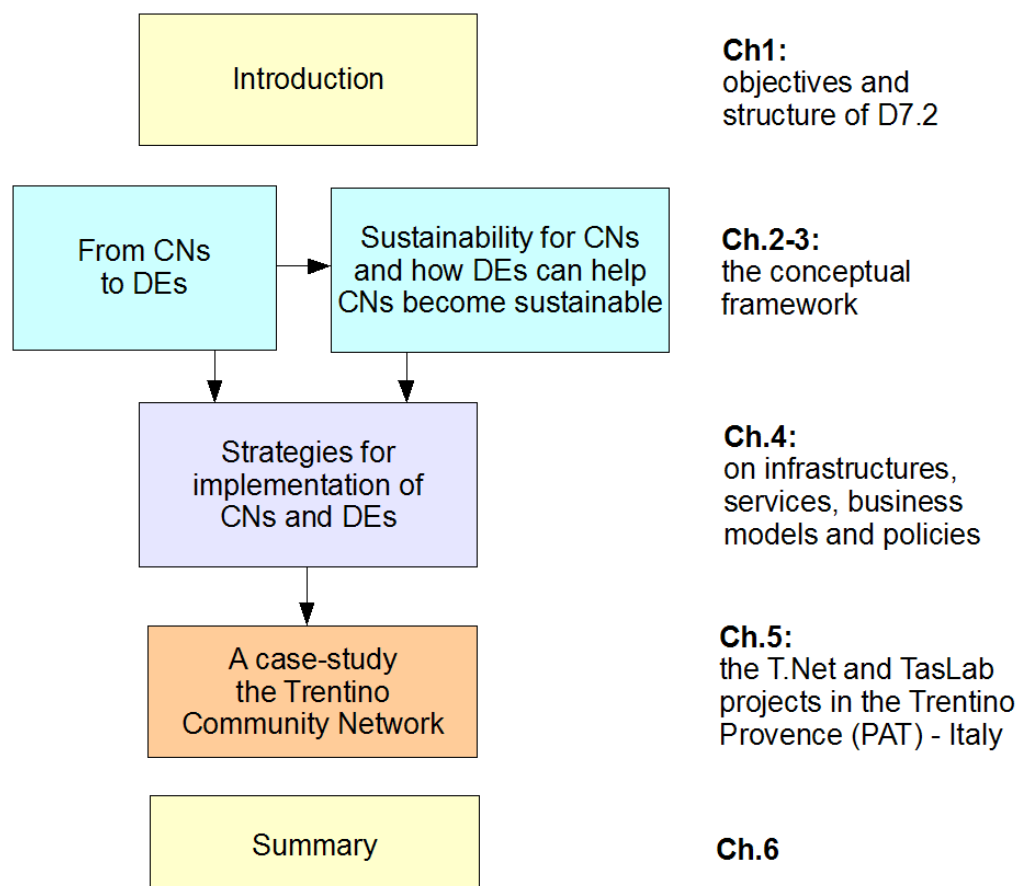 Introduction
Ch1:
objectives and
structure of D7.2
From CNs
to DEs
Sustainability for CNs
and how DEs can help
CNs become sustainable
Ch.2-3:
the conceptual
framework
Strategies for
implementation of
CNs and DEs
Ch.4:
on infrastructures,
services, business
models and policies
A case-study
the Trentino
Community Network
Ch.5:
the T.Net and TasLab
projects in the Trentino
Provence (PAT) - Italy
Summary
Ch.6